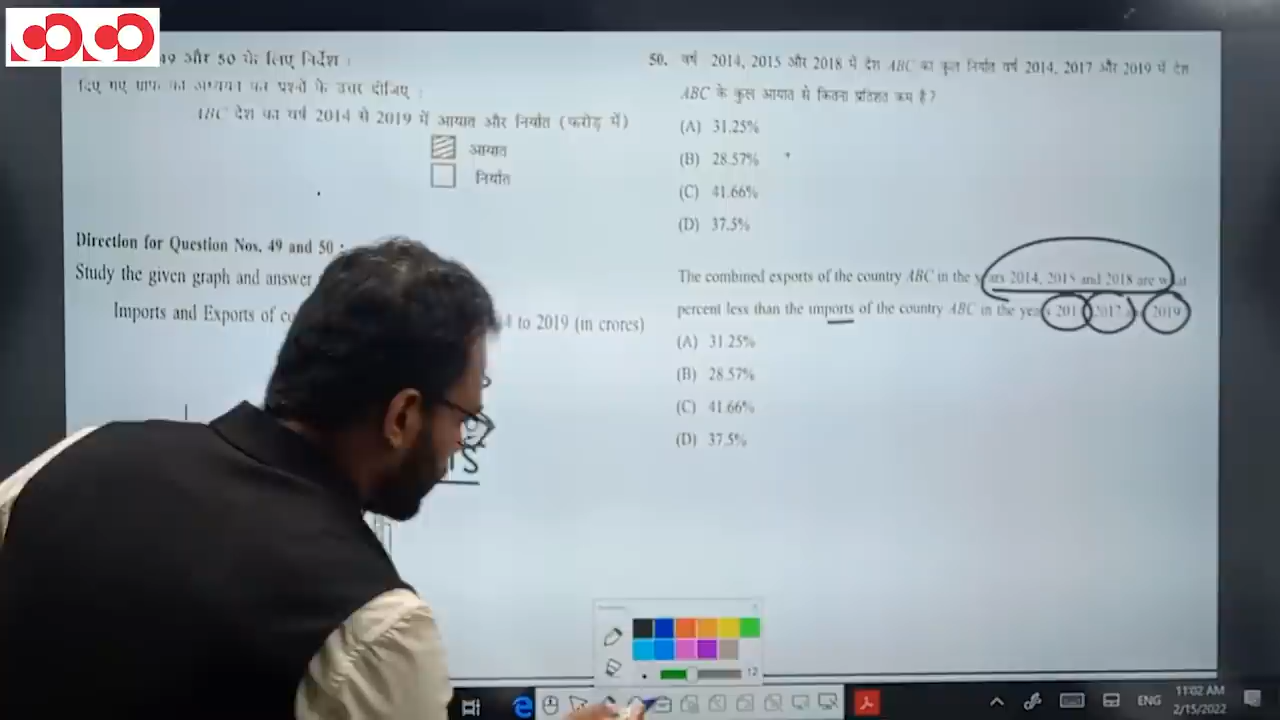 19 और 50 के लिए निर्देश :
दिए गए ग्राफ का अध्ययन कर प्रश्नों के उत्तर दीजिए :
ABC देश का वर्ष 2014 से 2019 में आयात और निर्यात (करोड़ में)
आयात
निर्यात
Direction for Question Nos. 49 and 50 :
Study the given graph and answer
Imports and Exports of
4 to 2019 (in crores)
50. वर्ष 2014, 2015 और 2018 में देश ABC का कुल निर्यात वर्ष 2014, 2017 और 2019 में देश
ABC के कुल आयात से कितना प्रतिशत कम है?
(A) 31.25%
(B) 28.57%
(C) 41.66%
(D) 37.5%
The combined exports of the country ABC in the years 2014, 2015 and 2018 are what
percent less than the imports of the country ABC in the years 201 2017 2019
(A) 31.25%
(B) 28.57%
(C) 41.66%
(D) 37.5%
12
ENG
11:02 AM
2/15/2022